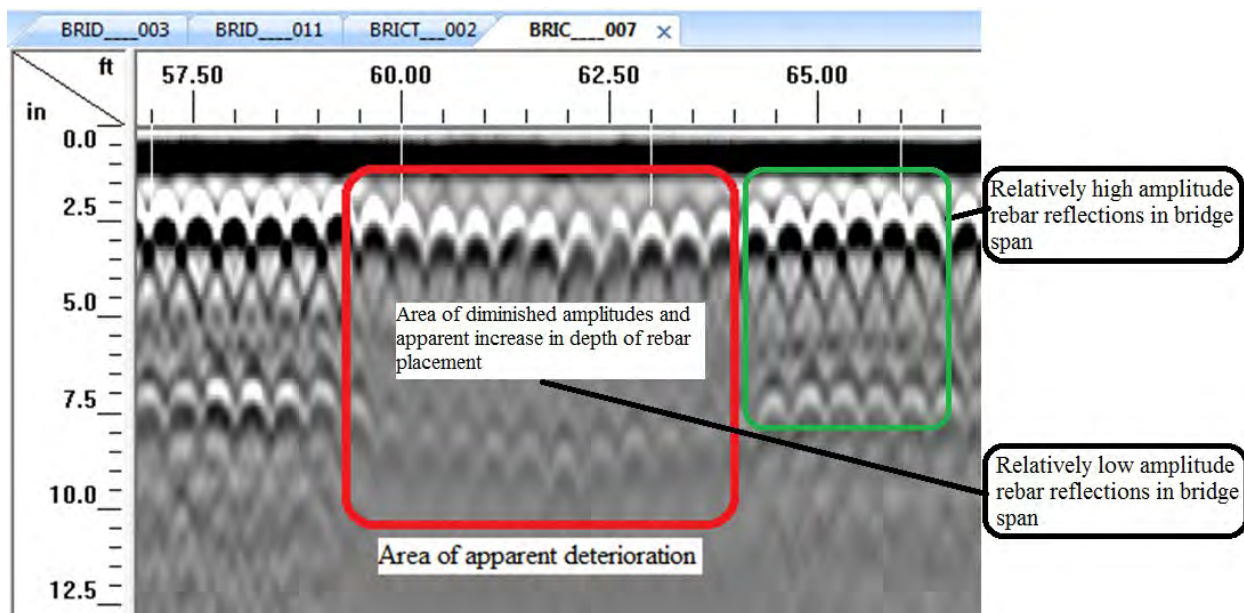 BRID____003 BRID____011 BRICT___002 BRIC____007 ×
ft
57.50 60.00 62.50 65.00
in
0.0
2.5
5.0
7.5
10.0
12.5
Area of diminished amplitudes and
apparent increase in depth of rebar
placement
Area of apparent deterioration
Relatively high amplitude
rebar reflections in bridge
span
Relatively low amplitude
rebar reflections in bridge
span